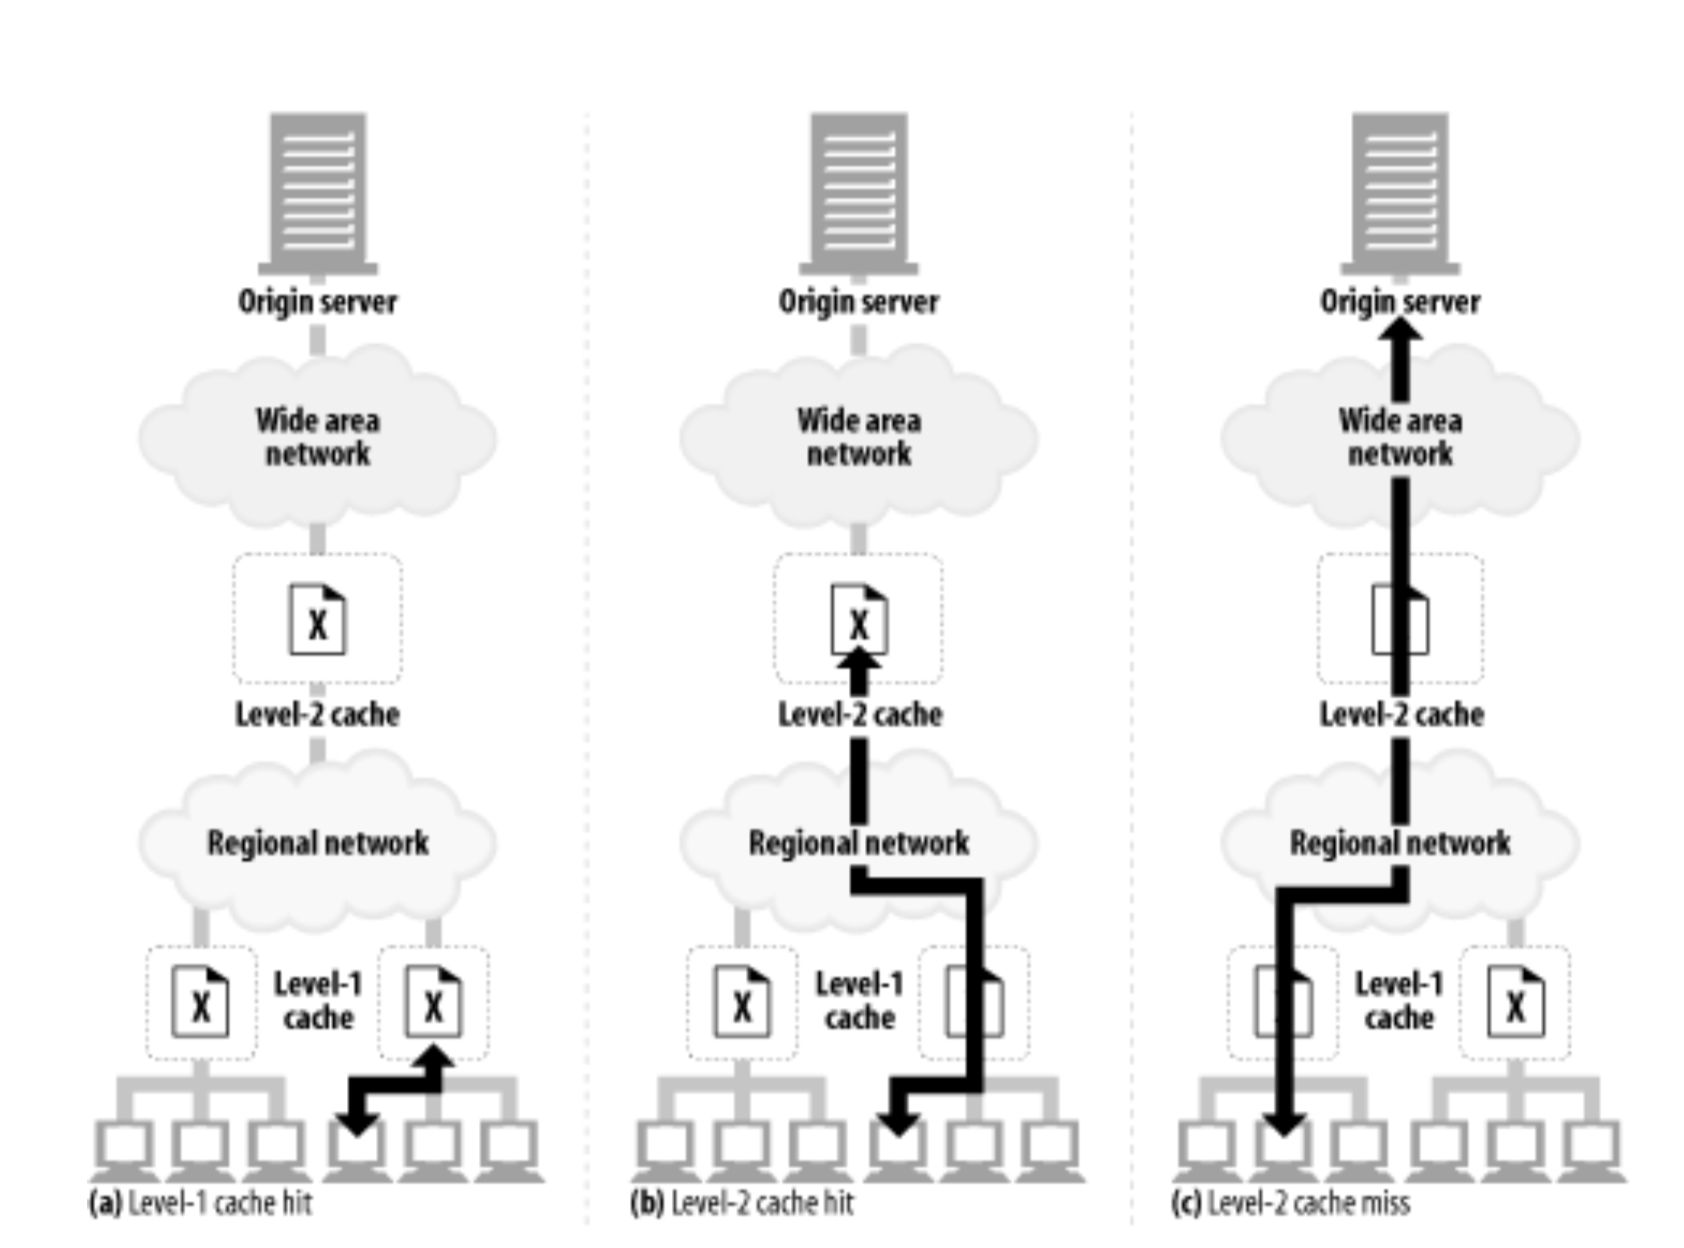 Origin server
Wide area
network
X
Level-2 cache
Regional network
X
Level-1
cache
X
(a) Level-1 cache hit
Origin server
Wide area
network
X
Level-2 cache
Regional network
X
Level-1
cache
(b) Level-2 cache hit
Origin server
Wide area
network
Level-2 cache
Regional network
Level-1
cache
X
(c) Level-2 cache miss